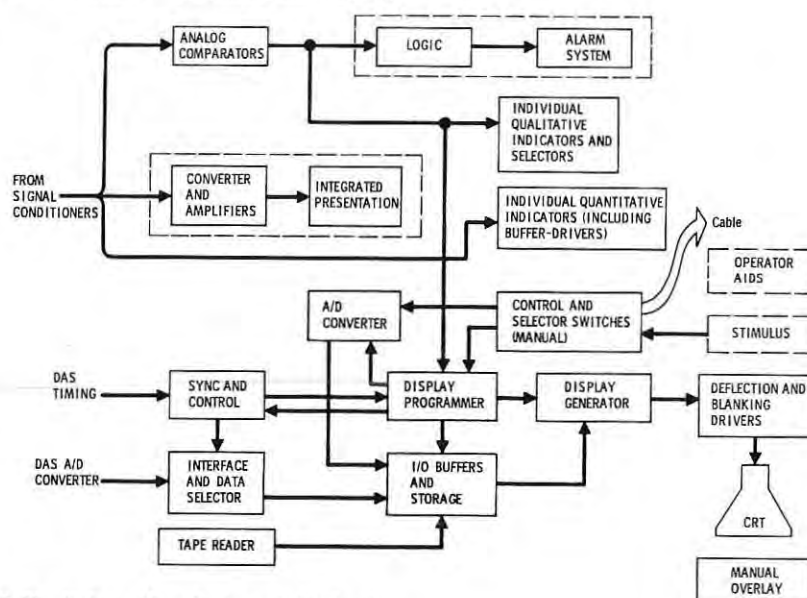 ANALOG
COMPARATORS
LOGIC
ALARM
SYSTEM
INDIVIDUAL
QUALITATIVE
INDICATORS AND
SELECTORS
FROM
SIGNAL
CONDITIONERS
CONVERTER
AND
AMPLIFIERS
INTEGRATED
PRESENTATION
INDIVIDUAL QUANTITATIVE
INDICATORS (INCLUDING
BUFFER-DRIVERS)
Cable
OPERATOR
AIDS
A/D
CONVERTER
CONTROL AND
SELECTOR SWITCHES
(MANUAL)
STIMULUS
DAS
TIMING
SYNC AND
CONTROL
DISPLAY
PROGRAMMER
DISPLAY
GENERATOR
DEFLECTION AND
BLANKING
DRIVERS
DAS A/D
CONVERTER
INTERFACE
AND DATA
SELECTOR
I/O BUFFERS
AND
STORAGE
CRT
TAPE READER
MANUAL
OVERLAY